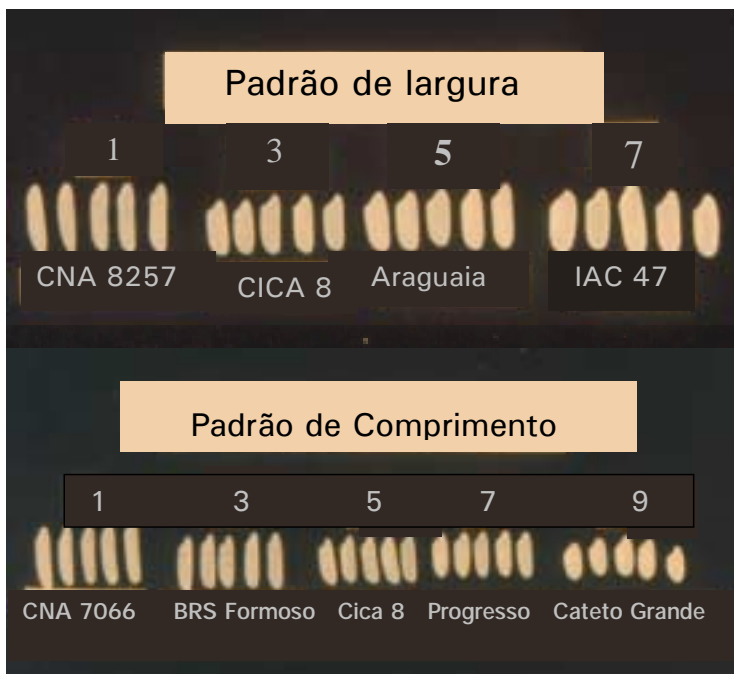 Padrão de largura
1 3 5 7
CNA 8257 CICA 8 Araguaia IAC 47
Padrão de Comprimento
1 3 5 7 9
CNA 7066 BRS Formoso Cica 8 Progresso Cateto Grande